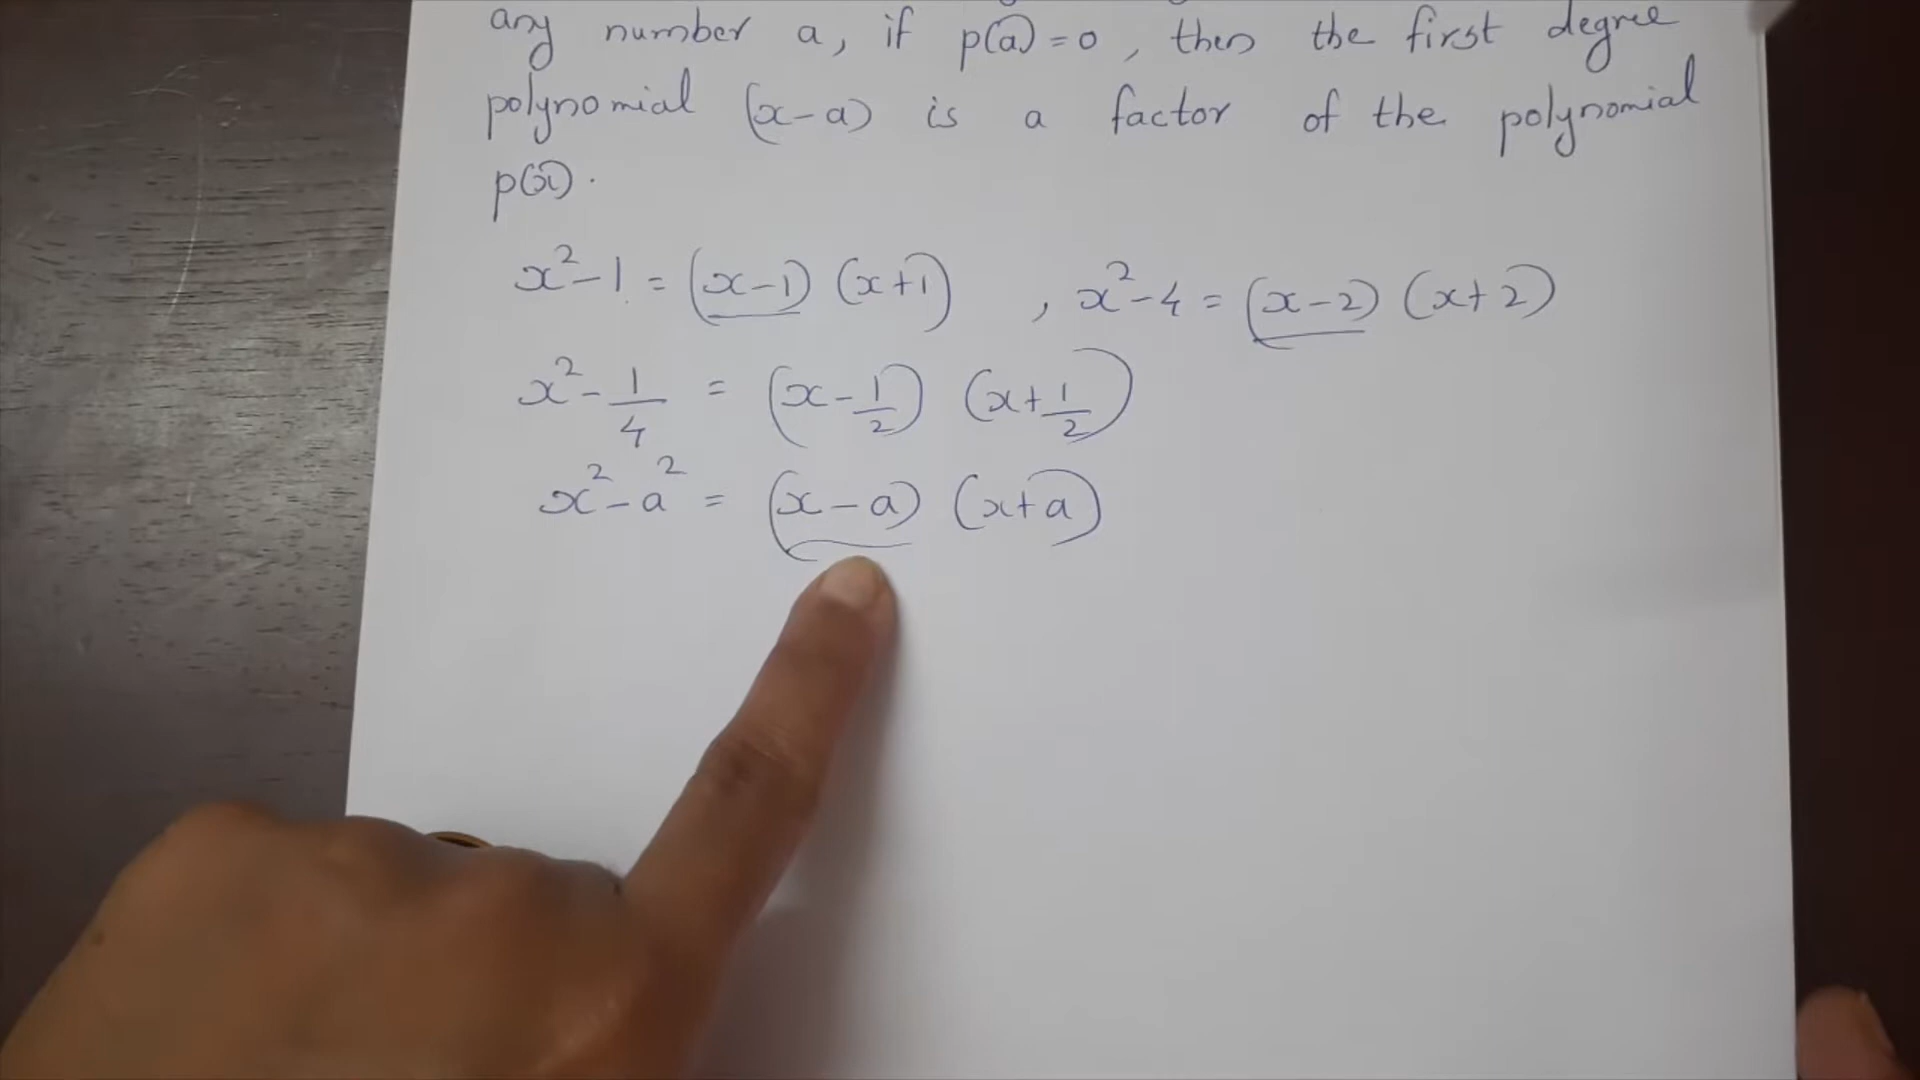 any number a, if p(a) = 0, then the first degree
polynomial (x-a) is a factor of the polynomial
p(x).
x² - 1 = (x-1) (x+1) , x² - 4 = (x-2) (x+2)
x² - 1/4 = (x - 1/2) (x + 1/2)
x² - a² = (x-a) (x+a)